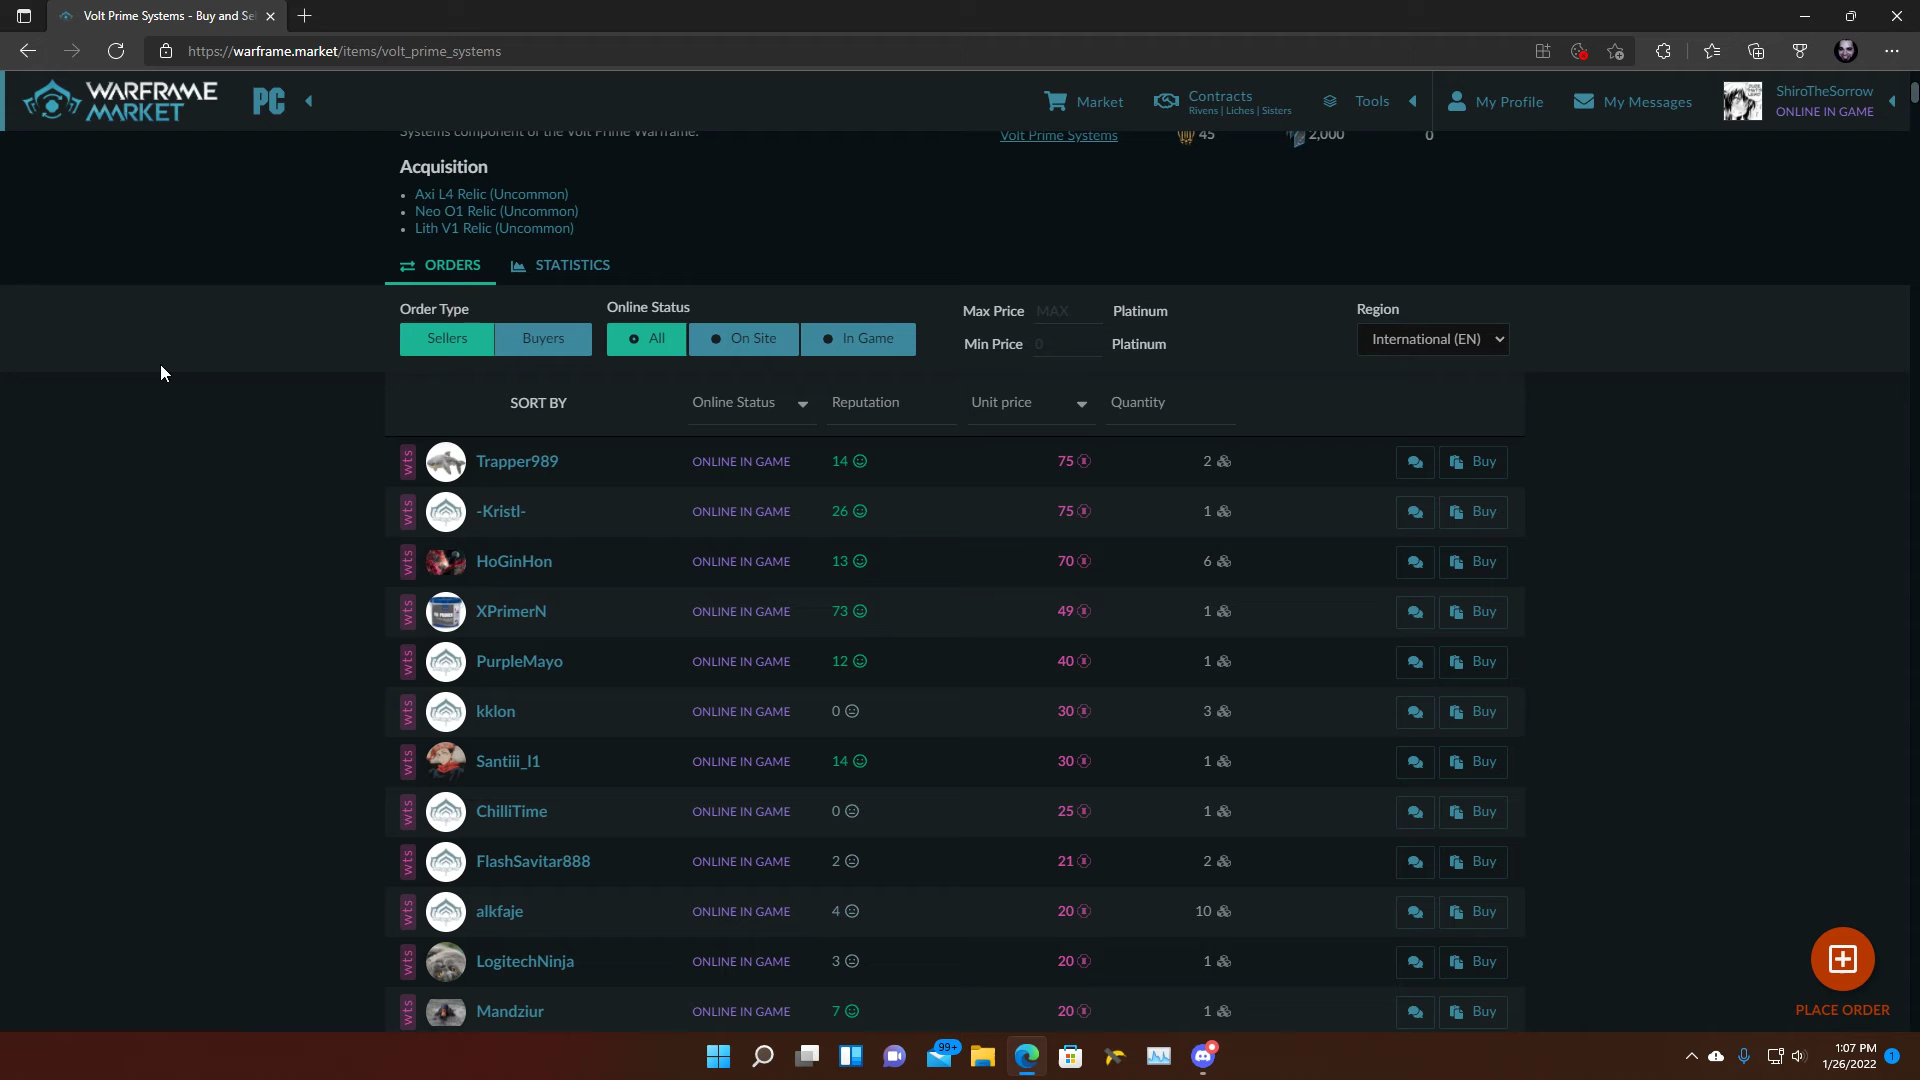 Volt Prime Systems - Buy and Se
https://warframe.market/items/volt_prime_systems
WARFRAME MARKET
PC
Market
Contracts
Rivens | Liches | Sisters
Tools
My Profile
My Messages
ShiroTheSorrow
ONLINE IN GAME
Systems component of the Volt Prime Warframe.
Volt Prime Systems 45 2,000 0
Acquisition
Axi L4 Relic (Uncommon)
Neo O1 Relic (Uncommon)
Lith V1 Relic (Uncommon)
ORDERS STATISTICS
Order Type
Sellers Buyers
Online Status
All On Site In Game
Max Price MAX Platinum
Min Price 0 Platinum
Region
International (EN)
SORT BY Online Status Reputation Unit price Quantity
wts Trapper989 ONLINE IN GAME 14 75 2 Buy
wts -Kristl- ONLINE IN GAME 26 75 1 Buy
wts HoGinHon ONLINE IN GAME 13 70 6 Buy
wts XPrimerN ONLINE IN GAME 73 49 1 Buy
wts PurpleMayo ONLINE IN GAME 12 40 1 Buy
wts kklon ONLINE IN GAME 0 30 3 Buy
wts Santiii_l1 ONLINE IN GAME 14 30 1 Buy
wts ChilliTime ONLINE IN GAME 0 25 1 Buy
wts FlashSavitar888 ONLINE IN GAME 2 21 2 Buy
wts alkfaje ONLINE IN GAME 4 20 10 Buy
wts LogitechNinja ONLINE IN GAME 3 20 1 Buy
wts Mandziur ONLINE IN GAME 7 20 1 Buy
PLACE ORDER
99+
1:07 PM
1/26/2022
1